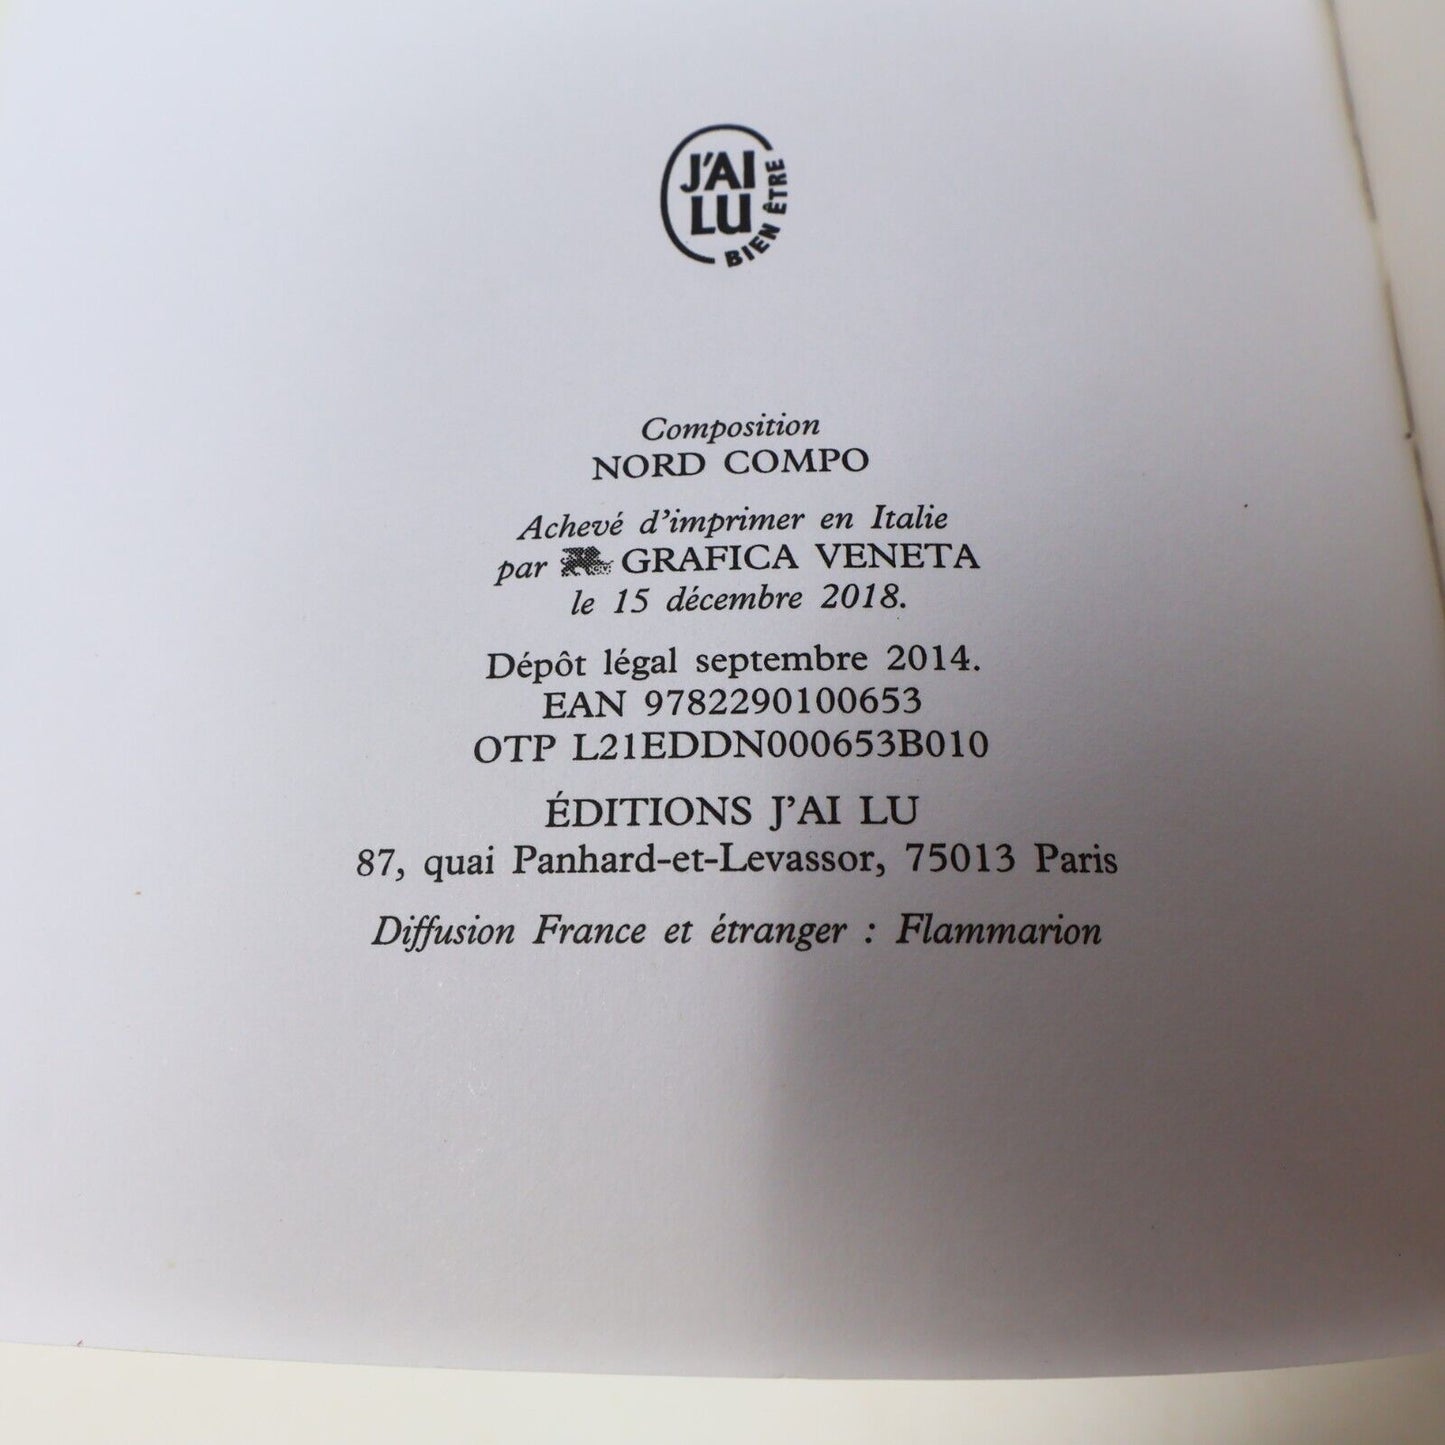 J'AI
LU
BIEN ÊTRE
Composition
NORD COMPO
Achevé d'imprimer en Italie
par GRAFICA VENETA
le 15 décembre 2018.
Dépôt légal septembre 2014.
EAN 9782290100653
OTP L21EDDN000653B010
ÉDITIONS J'AI LU
87, quai Panhard-et-Levassor, 75013 Paris
Diffusion France et étranger : Flammarion